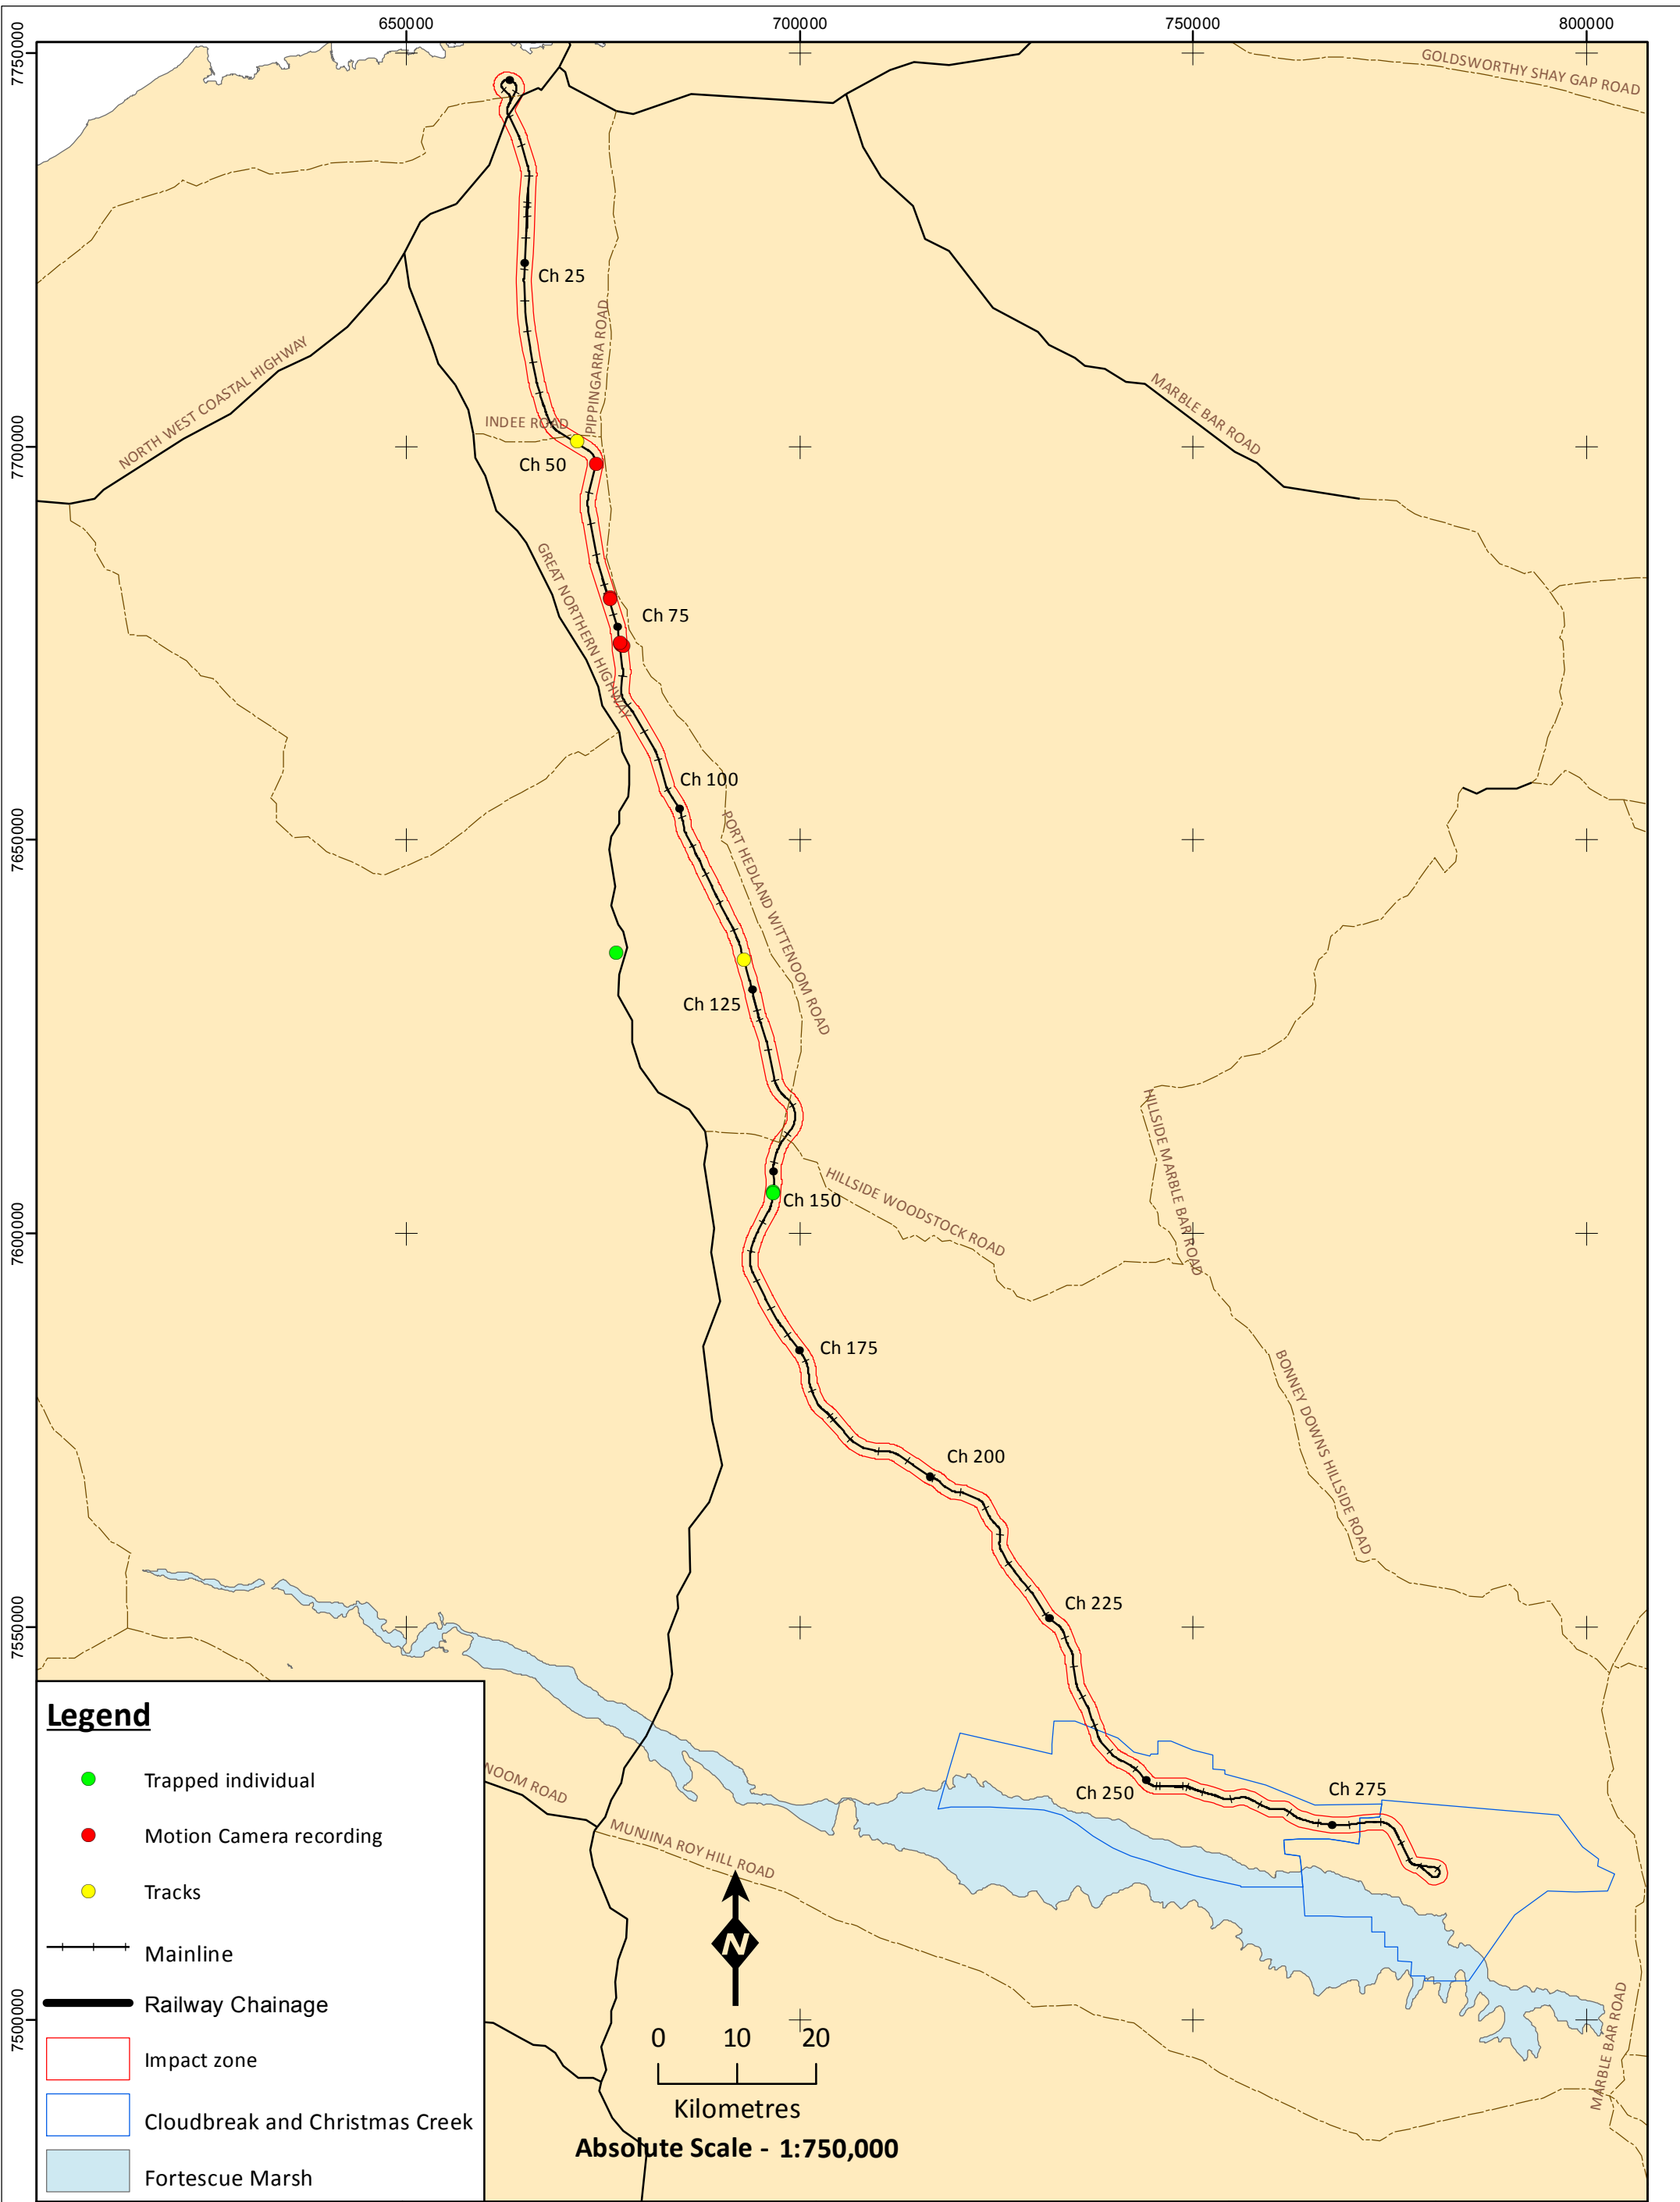 650000 700000 750000 800000
7750000
GOLDSWORTHY SHAY GAP ROAD
Ch 25
PIPPINGARRA ROAD
NORTH WEST COASTAL HIGHWAY
MARBLE BAR ROAD
INDEE ROAD
7700000
Ch 50
GREAT NORTHERN HIGHWAY
Ch 75
Ch 100
7650000
PORT HEDLAND WITTENOOM ROAD
Ch 125
HILLSIDE MARBLE BAR ROAD
HILLSIDE WOODSTOCK ROAD
Ch 150
7600000
Ch 175
BONNEY DOWNS HILLSIDE ROAD
Ch 200
Ch 225
7550000
Ch 250
Ch 275
NOOM ROAD
MUNJINA ROY HILL ROAD
MARBLE BAR ROAD
7500000
N
Legend
Trapped individual
Motion Camera recording
Tracks
Mainline
Railway Chainage
Impact zone
Cloudbreak and Christmas Creek
Fortescue Marsh
0 10 20
Kilometres
Absolute Scale - 1:750,000